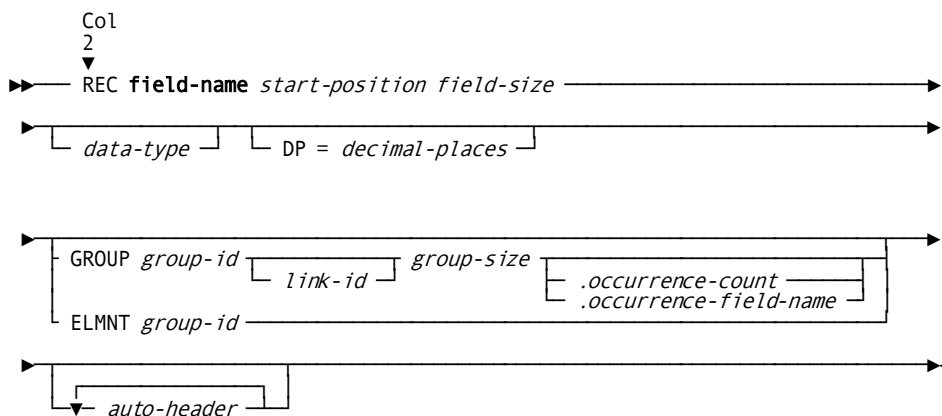 Col
2
REC field-name start-position field-size
data-type DP = decimal-places
GROUP group-id link-id group-size .occurrence-count
.occurrence-field-name
ELMNT group-id
auto-header